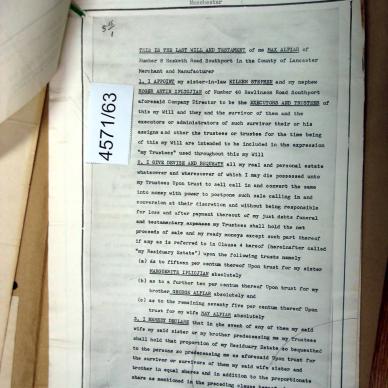 Manchester
THIS IS THE LAST WILL AND TESTAMENT of me MAX ALPIAR of
Number 8 Hesketh Road Southport in the County of Lancaster
Merchant and Manufacturer
1. I APPOINT my sister-in-law EILEEN STEPHEN and my nephew
ROGER ARTIN IPLICJIAN of Number 40 Rawlinson Road Southport
aforesaid Company Director to be the EXECUTORS AND TRUSTEES of
this my Will and they and the survivor of them and the
executors or administrators of such survivor their or his
assigns and other the trustees or trustee for the time being
of this my Will are intended to be included in the expression
"my Trustees" used throughout this my Will
2. I GIVE DEVISE AND BEQUEATH all my real and personal estate
whatsoever and wheresoever of which I may die possessed unto
my Trustees Upon trust to sell call in and convert the same
into money with power to postpone such sale calling in and
conversion at their discretion and without being responsible
for loss and after payment thereout of my just debts funeral
and testamentary expenses my Trustees shall hold the net
proceeds of sale and my ready moneys except such part thereof
if any as is referred to in Clause 4 hereof (hereinafter called
"my Residuary Estate") upon the following trusts namely
(a) As to fifteen per centum thereof Upon trust for my sister
MARGUERITE IPLICJIAN absolutely
(b) as to a further ten per centum thereof Upon trust for my
brother GEORGE ALPIAR absolutely and
(c) as to the remaining seventy five per centum thereof Upon
trust for my wife MAY ALPIAR absolutely
3. I HEREBY DECLARE that in the event of any of them my said
wife my said sister or my brother predeceasing me my Trustees
shall hold that proportion of my Residuary Estate so bequeathed
to the persons so predeceasing me as aforesaid Upon trust for
the survivor or survivors of them my said wife sister and
brother in equal shares and in addition to the proportionate
share as mentioned in the preceding clause
4571/63